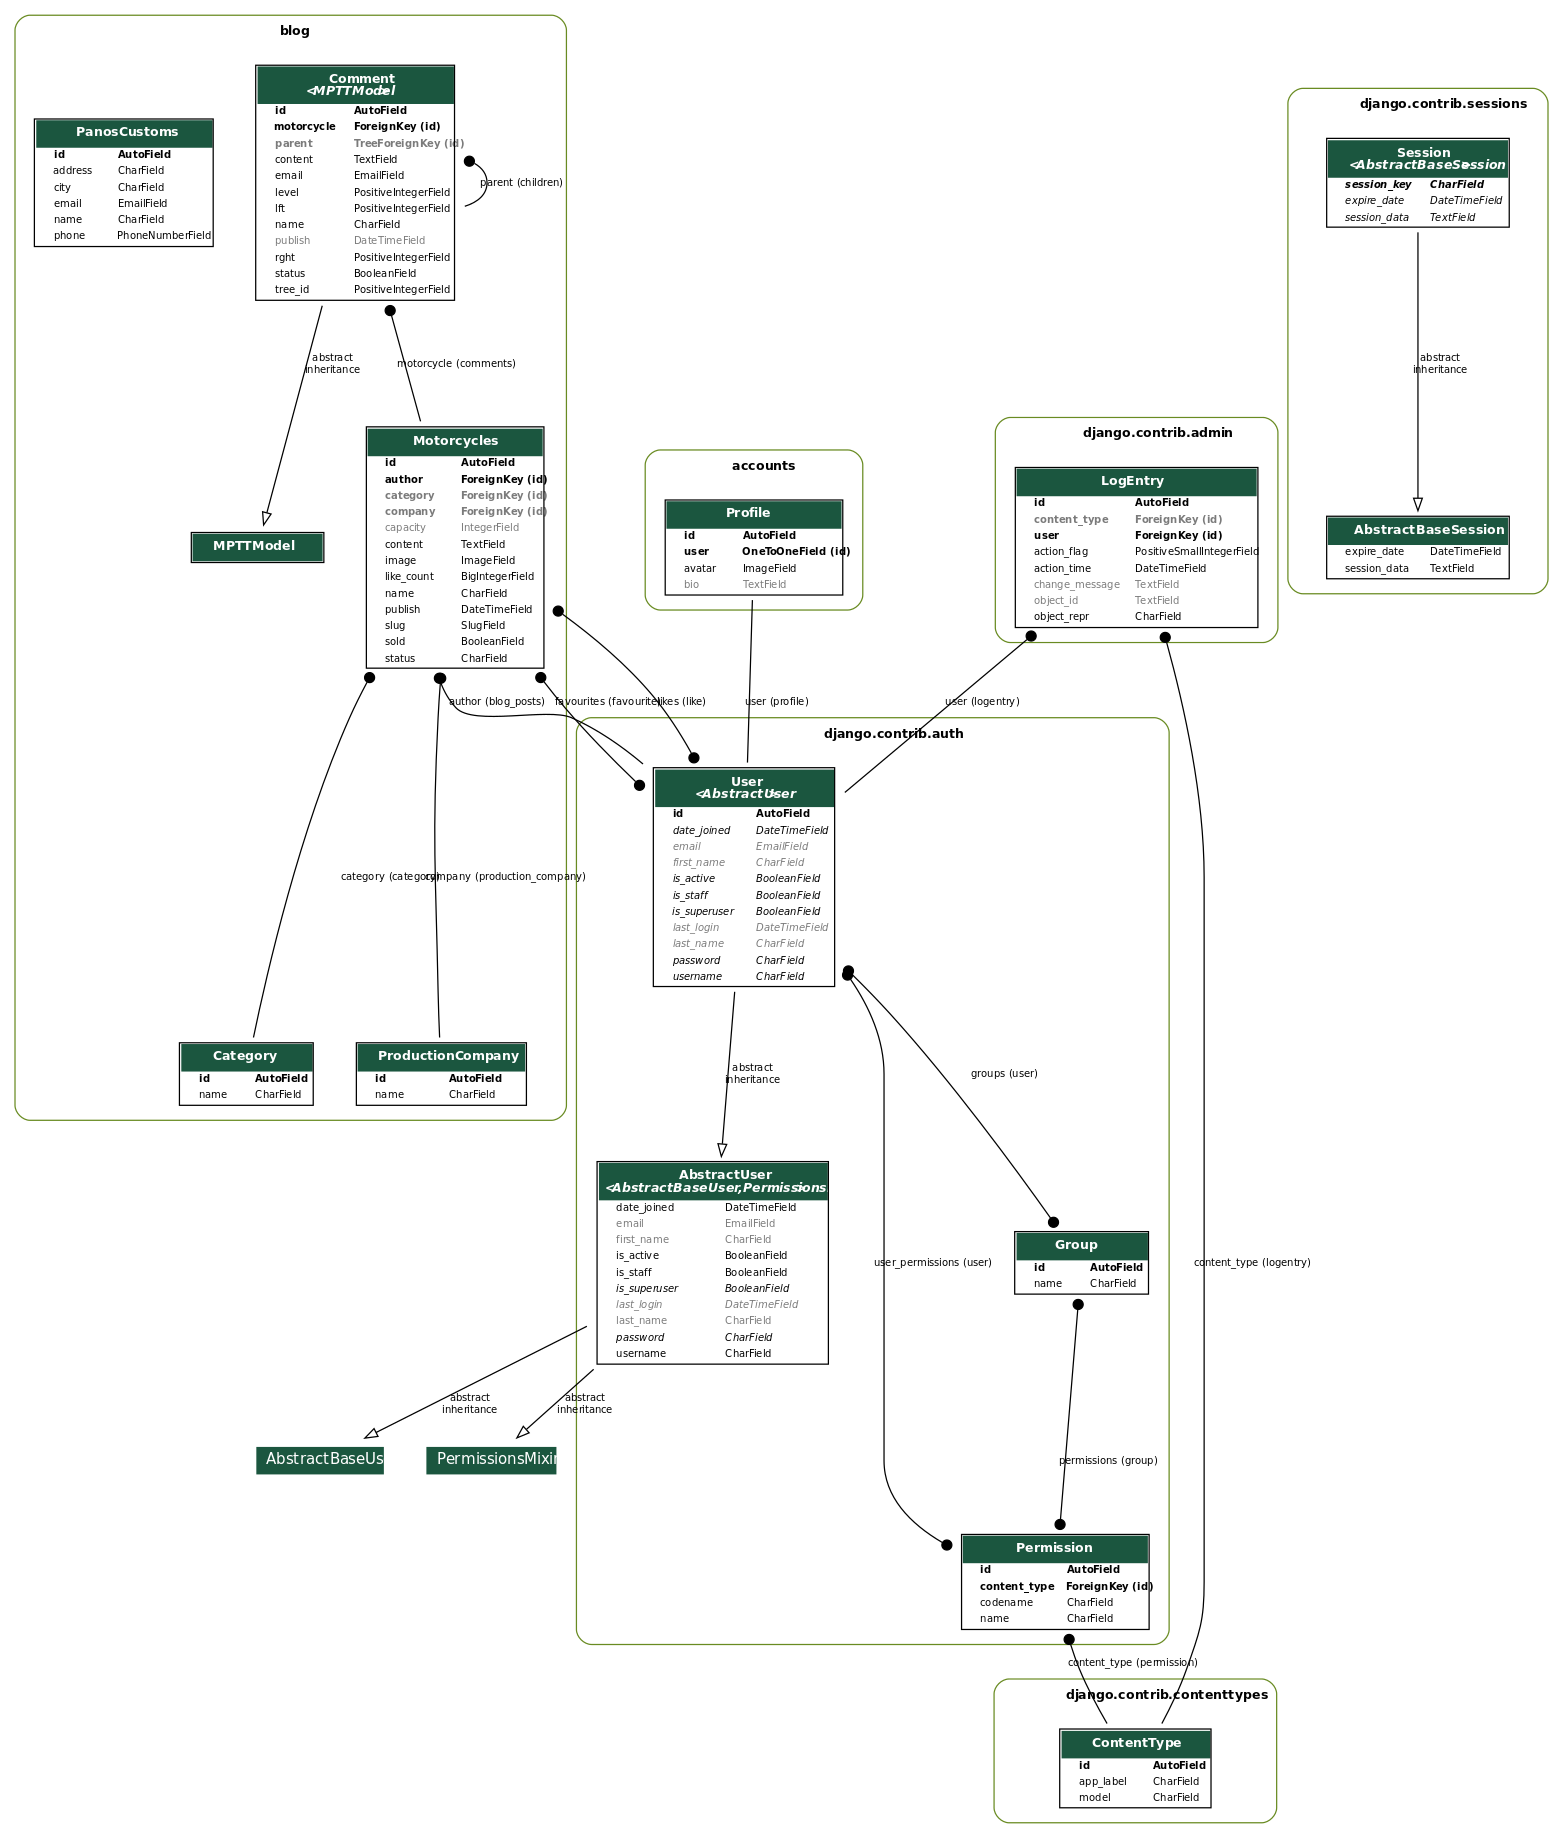 blog
Comment
<MPTTModel>
id AutoField
motorcycle ForeignKey (id)
parent TreeForeignKey (id)
content TextField
email EmailField
level PositiveIntegerField
lft PositiveIntegerField
name CharField
publish DateTimeField
rght PositiveIntegerField
status BooleanField
tree_id PositiveIntegerField
parent (children)
PanosCustoms
id AutoField
address CharField
city CharField
email EmailField
name CharField
phone PhoneNumberField
abstract
inheritance
motorcycle (comments)
MPTTModel
Motorcycles
id AutoField
author ForeignKey (id)
category ForeignKey (id)
company ForeignKey (id)
capacity IntegerField
content TextField
image ImageField
like_count BigIntegerField
name CharField
publish DateTimeField
slug SlugField
sold BooleanField
status CharField
author (blog_posts)
favourites (favourite)
likes (like)
category (category)
company (production_company)
Category
id AutoField
name CharField
ProductionCompany
id AutoField
name CharField
accounts
Profile
id AutoField
user OneToOneField (id)
avatar ImageField
bio TextField
user (profile)
django.contrib.admin
LogEntry
id AutoField
content_type ForeignKey (id)
user ForeignKey (id)
action_flag PositiveSmallIntegerField
action_time DateTimeField
change_message TextField
object_id TextField
object_repr CharField
user (logentry)
content_type (logentry)
django.contrib.sessions
Session
<AbstractBaseSession>
session_key CharField
expire_date DateTimeField
session_data TextField
abstract
inheritance
AbstractBaseSession
expire_date DateTimeField
session_data TextField
django.contrib.auth
User
<AbstractUser>
id AutoField
date_joined DateTimeField
email EmailField
first_name CharField
is_active BooleanField
is_staff BooleanField
is_superuser BooleanField
last_login DateTimeField
last_name CharField
password CharField
username CharField
abstract
inheritance
groups (user)
user_permissions (user)
AbstractUser
<AbstractBaseUser,Permissions>
date_joined DateTimeField
email EmailField
first_name CharField
is_active BooleanField
is_staff BooleanField
is_superuser BooleanField
last_login DateTimeField
last_name CharField
password CharField
username CharField
abstract
inheritance
abstract
inheritance
AbstractBaseUs
PermissionsMixin
Group
id AutoField
name CharField
permissions (group)
Permission
id AutoField
content_type ForeignKey (id)
codename CharField
name CharField
content_type (permission)
django.contrib.contenttypes
ContentType
id AutoField
app_label CharField
model CharField